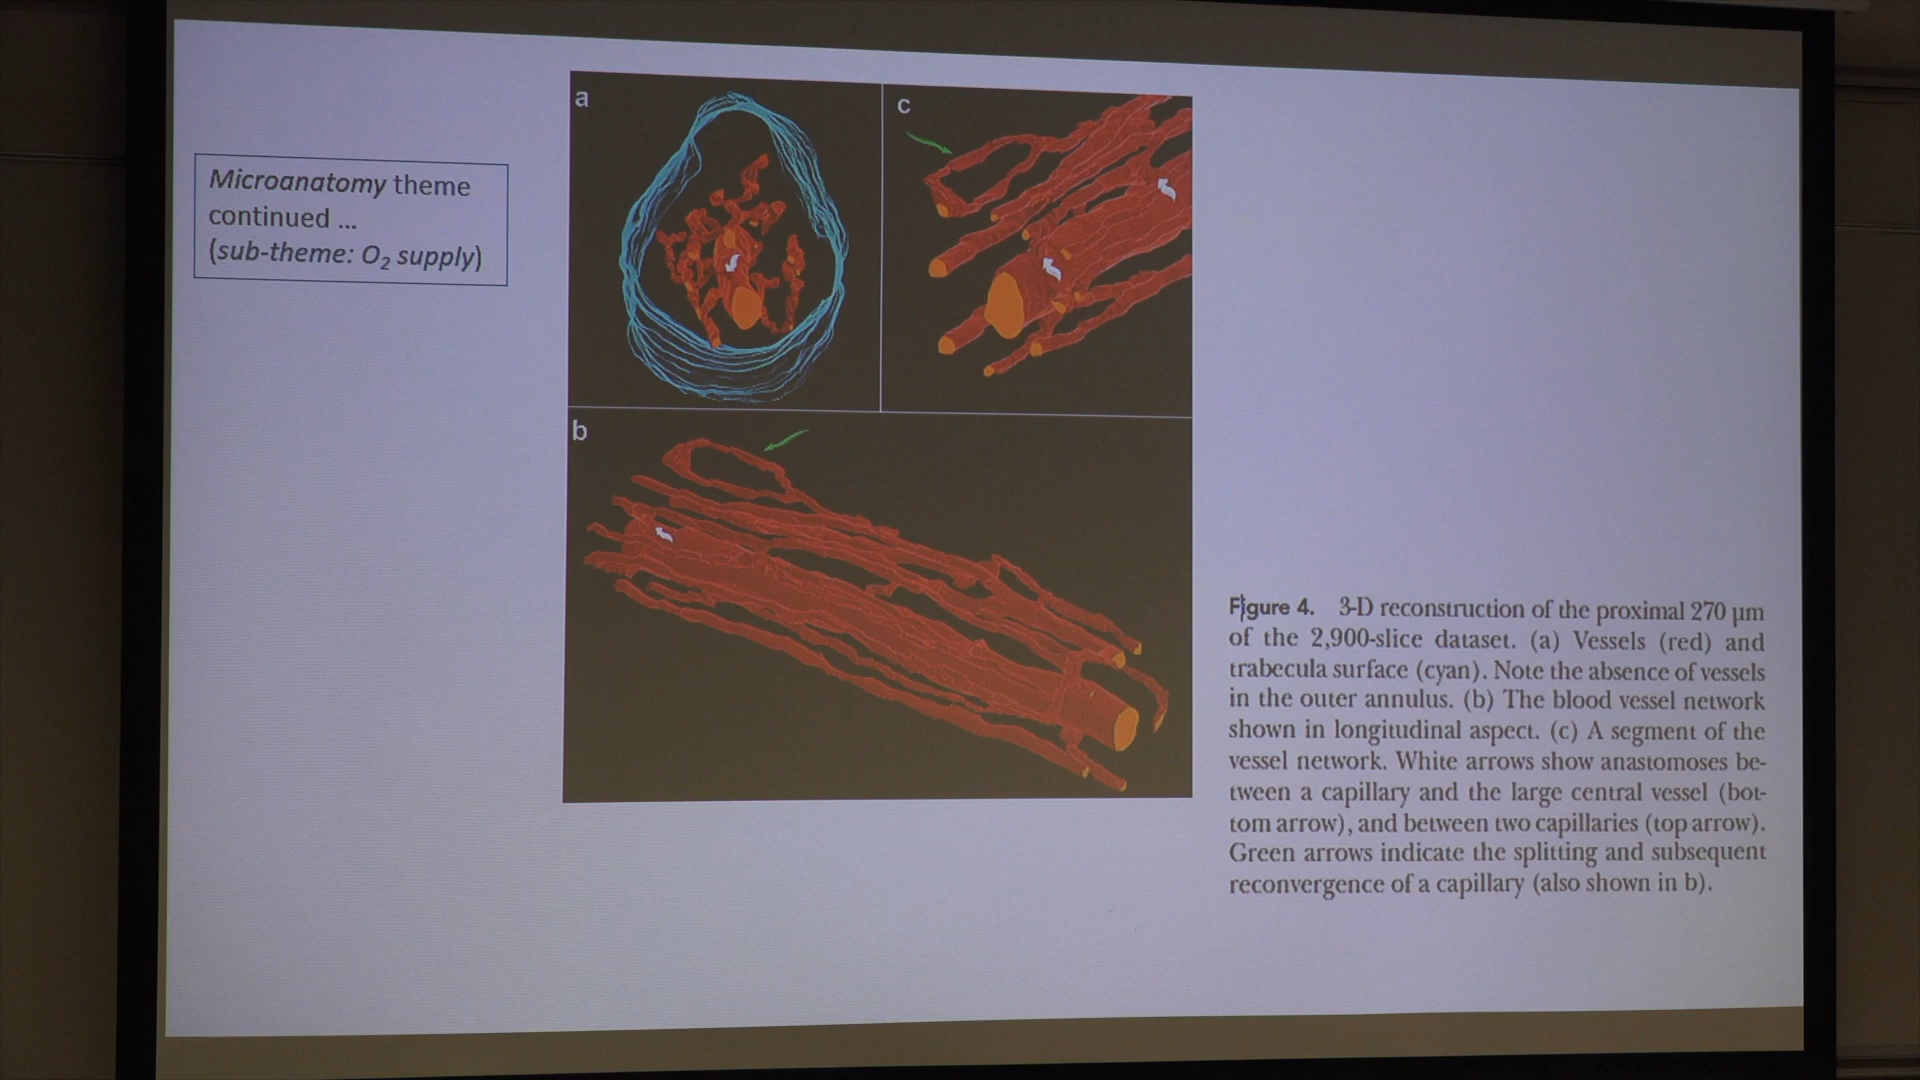 Microanatomy theme
continued ...
(sub-theme: O₂ supply)
a
c
b
Figure 4. 3-D reconstruction of the proximal 270 µm
of the 2,900-slice dataset. (a) Vessels (red) and
trabecula surface (cyan). Note the absence of vessels
in the outer annulus. (b) The blood vessel network
shown in longitudinal aspect. (c) A segment of the
vessel network. White arrows show anastomoses be-
tween a capillary and the large central vessel (bot-
tom arrow), and between two capillaries (top arrow).
Green arrows indicate the splitting and subsequent
reconvergence of a capillary (also shown in b).